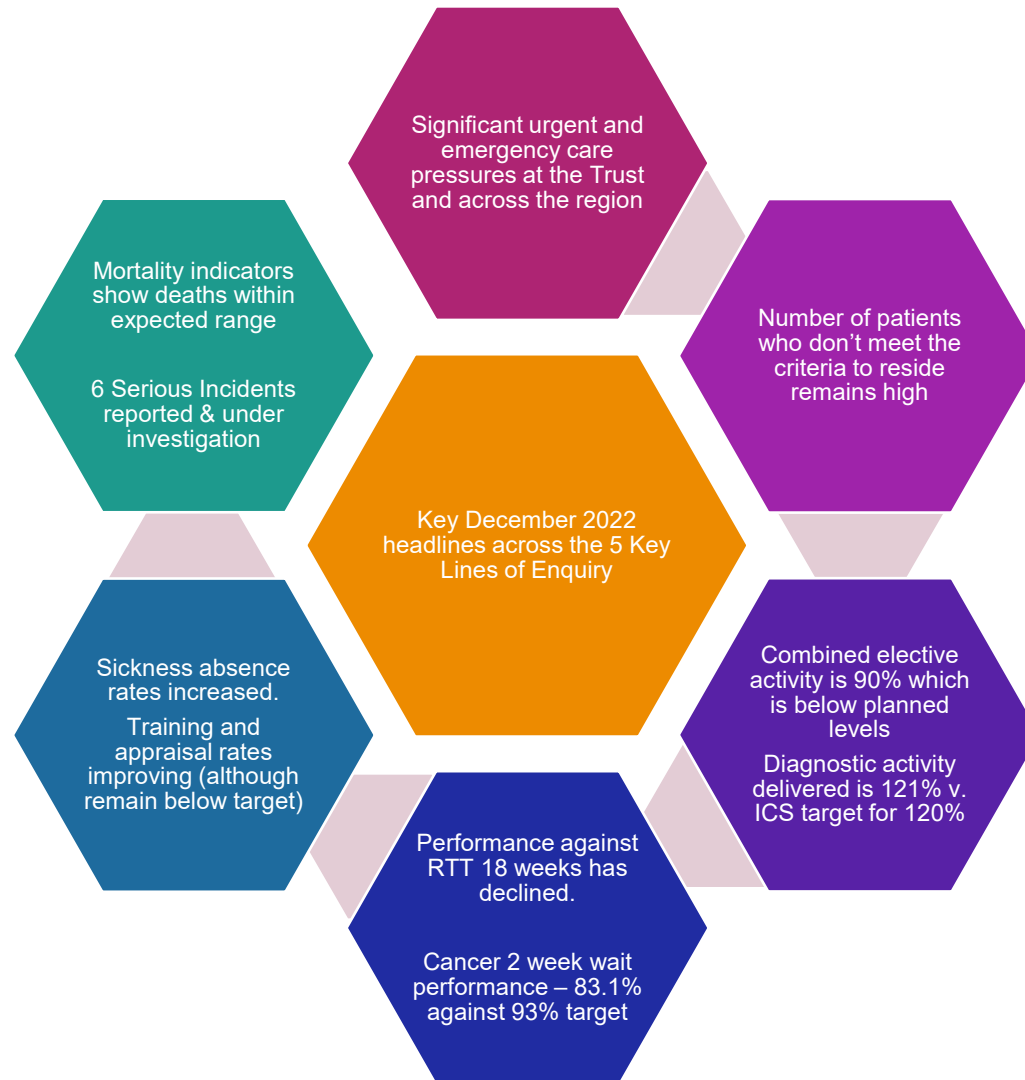 Significant urgent and
emergency care
pressures at the Trust
and across the region
Number of patients
who don’t meet the
criteria to reside
remains high
Combined elective
activity is 90% which
is below planned
levels
Diagnostic activity
delivered is 121% v.
ICS target for 120%
Performance against
RTT 18 weeks has
declined.
Cancer 2 week wait
performance – 83.1%
against 93% target
Sickness absence
rates increased.
Training and
appraisal rates
improving (although
remain below target)
Mortality indicators
show deaths within
expected range
6 Serious Incidents
reported & under
investigation
Key December 2022
headlines across the 5 Key
Lines of Enquiry